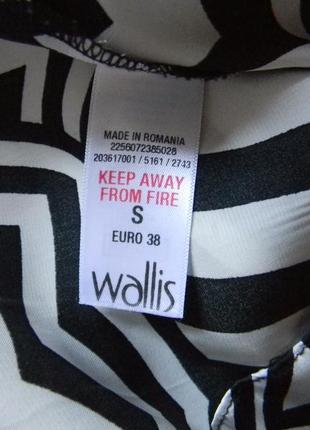 MADE IN ROMANIA
2256072385028
203617001 / 5161 / 2743
KEEP AWAY
FROM FIRE
S
EURO 38
wallis